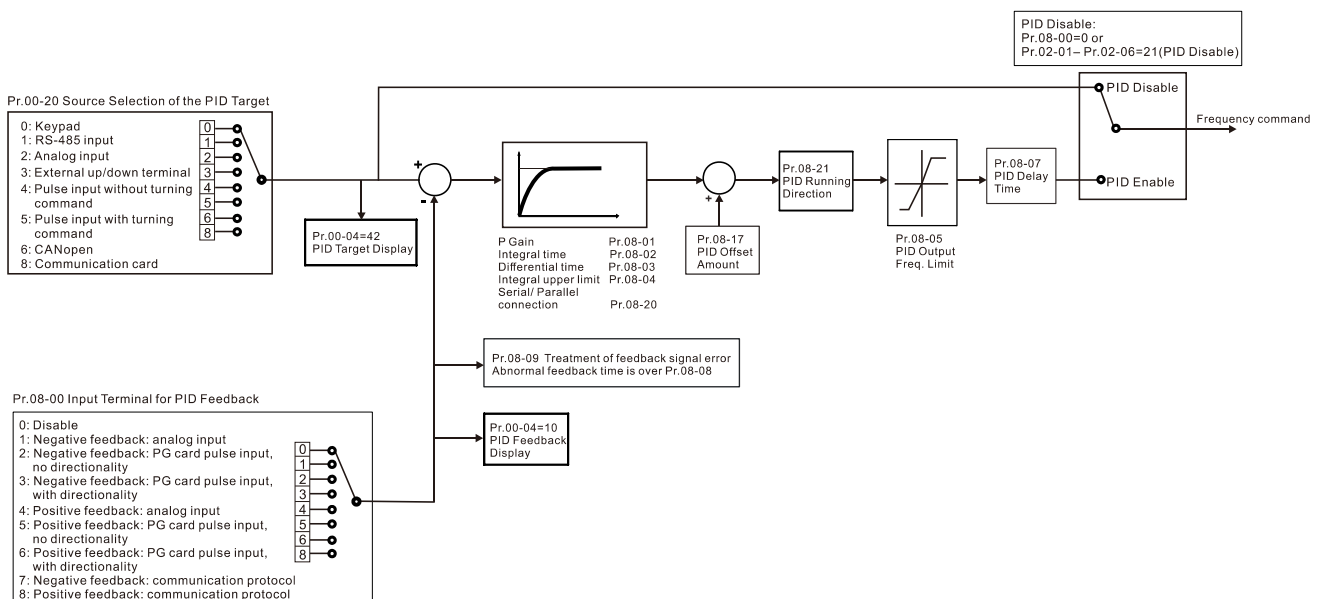 PID Disable:
Pr.08-00=0 or
Pr.02-01– Pr.02-06=21(PID Disable)
PID Disable
Frequency command
PID Enable
Pr.00-20 Source Selection of the PID Target
0: Keypad
1: RS-485 input
2: Analog input
3: External up/down terminal
4: Pulse input without turning
command
5: Pulse input with turning
command
6: CANopen
8: Communication card
0
1
2
3
4
5
6
8
+
-
Pr.00-04=42
PID Target Display
P Gain Pr.08-01
Integral time Pr.08-02
Differential time Pr.08-03
Integral upper limit Pr.08-04
Serial/ Parallel
connection Pr.08-20
+
Pr.08-17
PID Offset
Amount
Pr.08-21
PID Running
Direction
Pr.08-05
PID Output
Freq. Limit
Pr.08-07
PID Delay
Time
Pr.08-09 Treatment of feedback signal error
Abnormal feedback time is over Pr.08-08
Pr.00-04=10
PID Feedback
Display
Pr.08-00 Input Terminal for PID Feedback
0: Disable
1: Negative feedback: analog input
2: Negative feedback: PG card pulse input,
no directionality
3: Negative feedback: PG card pulse input,
with directionality
4: Positive feedback: analog input
5: Positive feedback: PG card pulse input,
no directionality
6: Positive feedback: PG card pulse input,
with directionality
7: Negative feedback: communication protocol
8: Positive feedback: communication protocol
0
1
2
3
4
5
6
8